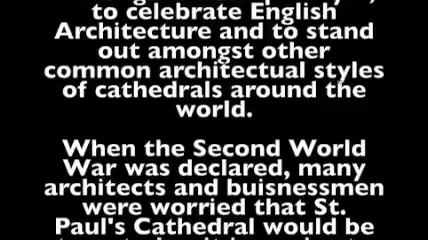 to celebrate English
Architecture and to stand
out amongst other
common architectual styles
of cathedrals around the
world.
When the Second World
War was declared, many
architects and buisnessmen
were worried that St.
Paul's Cathedral would be